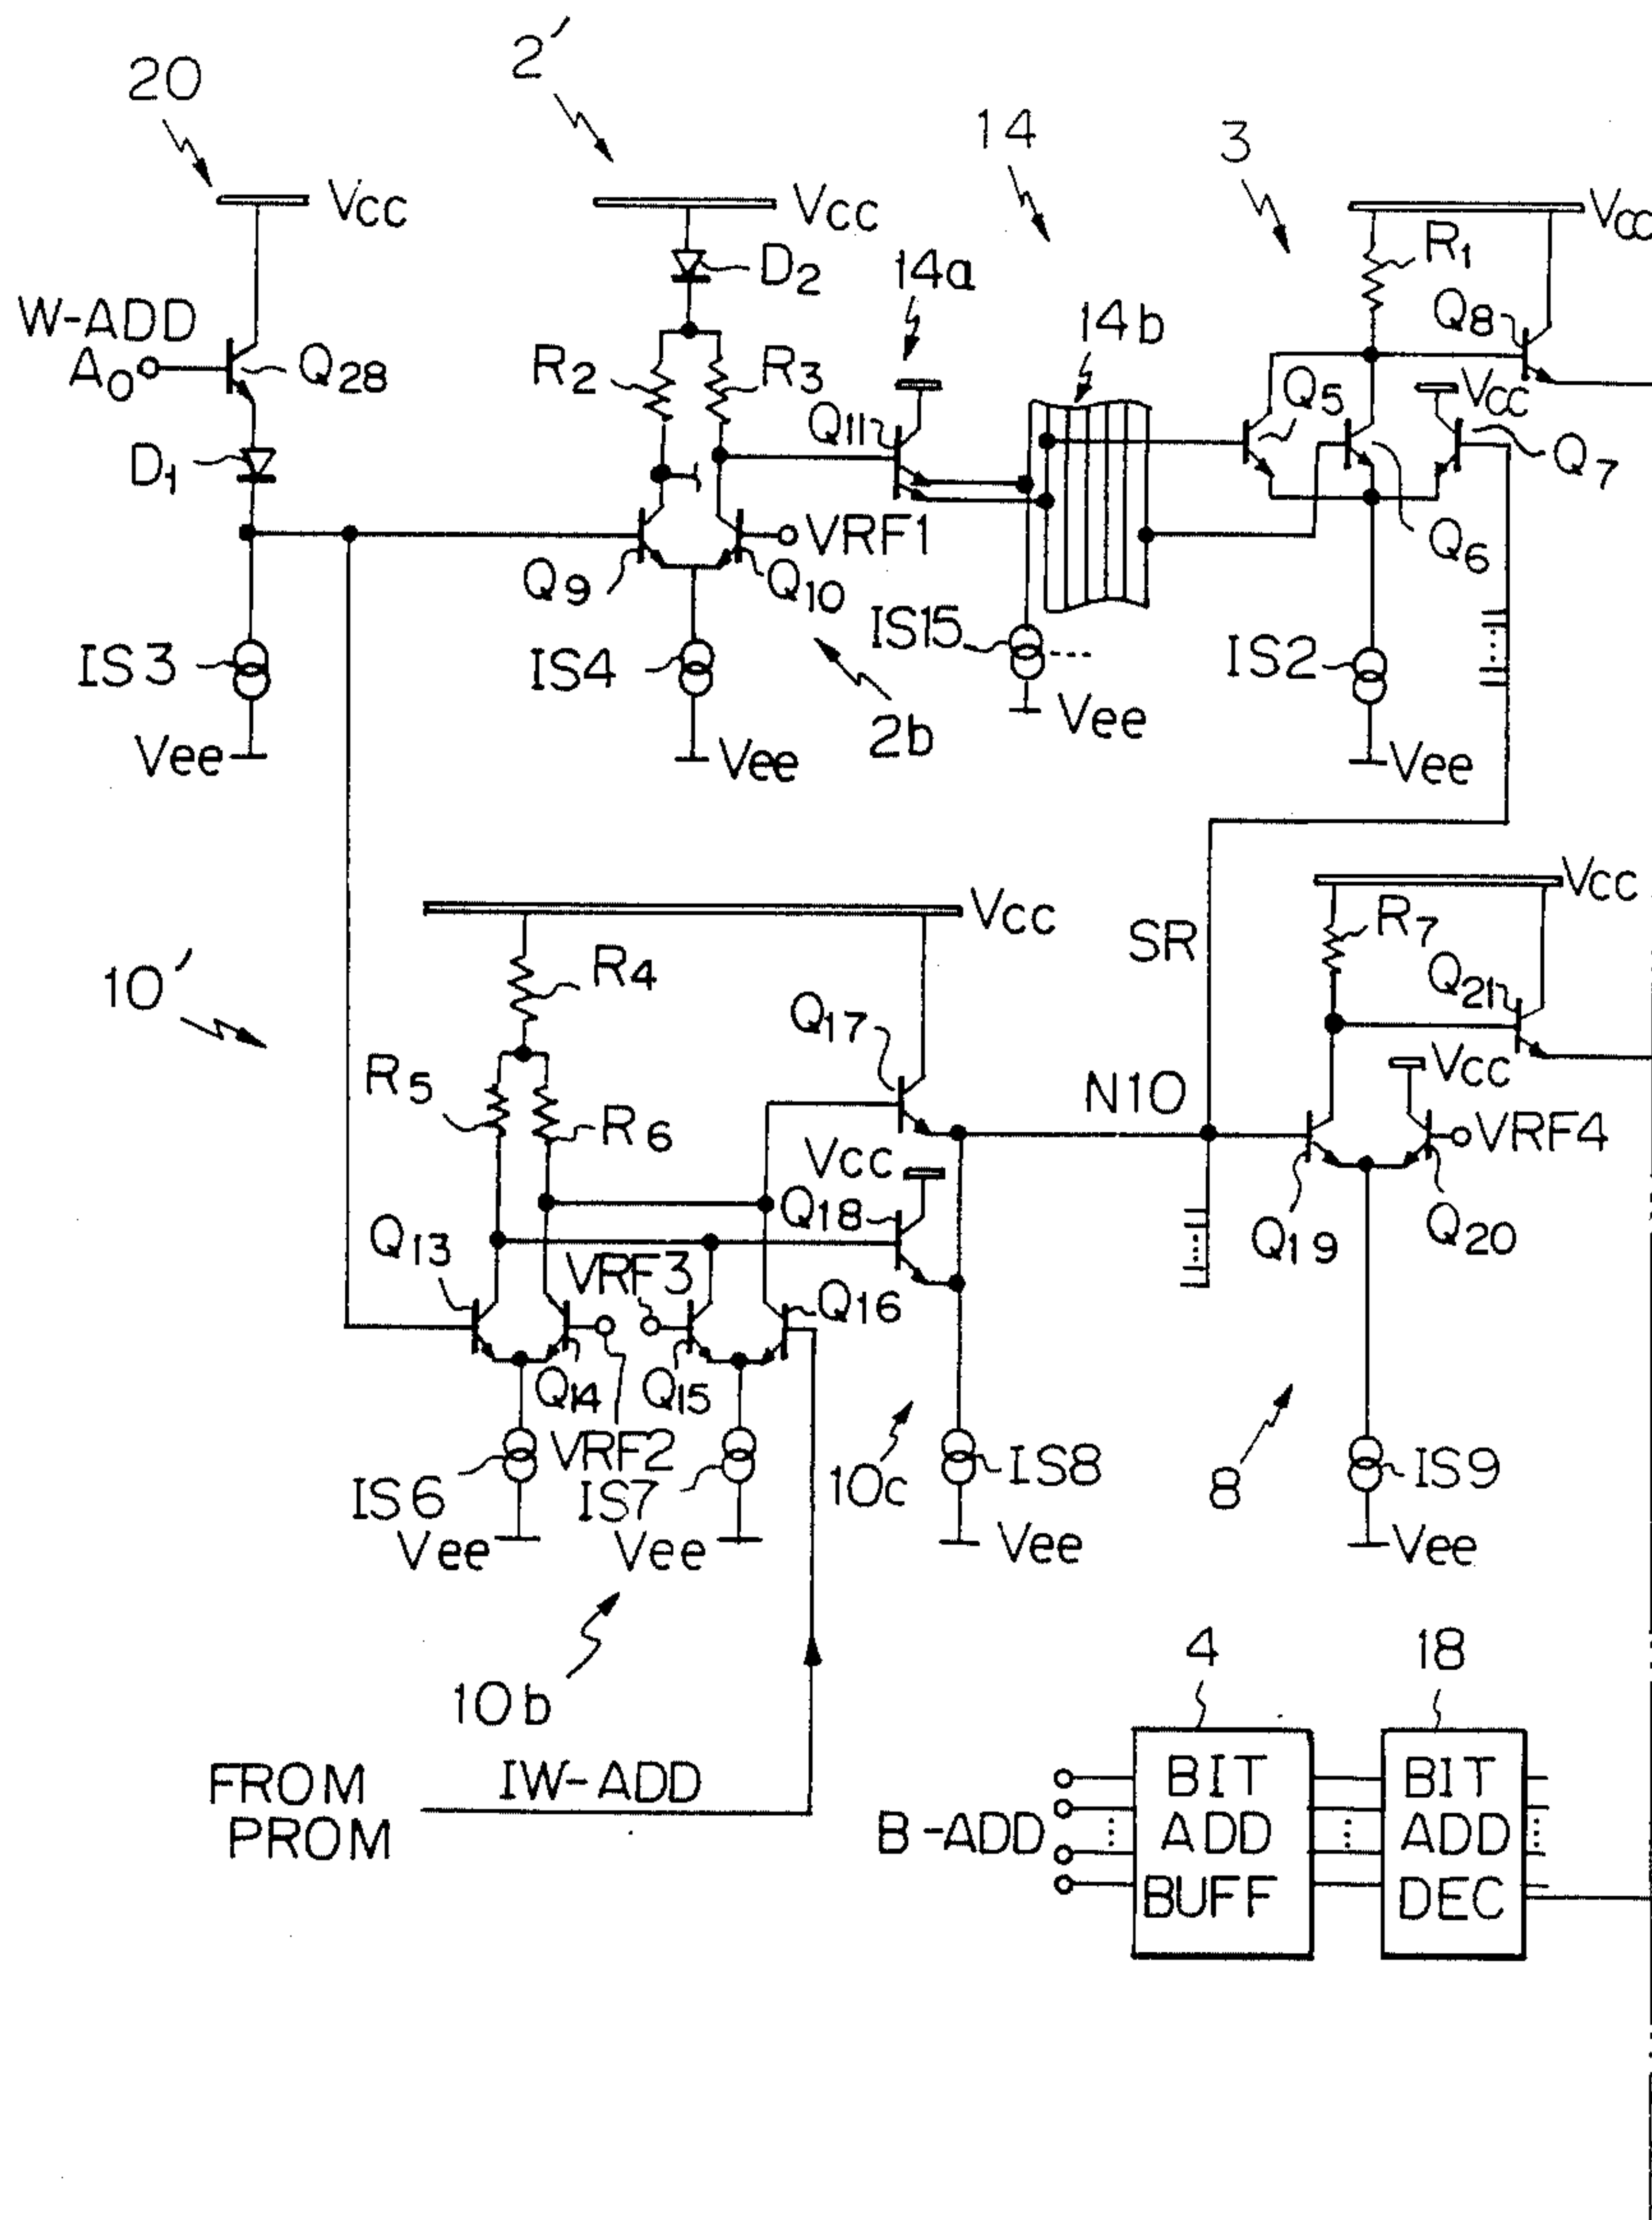 20
2′
14
3
Vcc
Vcc
Vcc
R1
D2
14a
14b
Q8
W-ADD
A0
Q28
R2
R3
Q11
Q5
Vcc
Q7
D1
VRF1
Q6
Q9
Q10
IS3
IS4
IS15
IS2
Vee
Vee
2b
Vee
Vee
Vcc
Vcc
SR
R7
10′
R4
Q17
Q21
R5
R6
N10
Vcc
Vcc
VRF4
Q13
VRF3
Q18
Q16
Q19
Q20
Q14
Q15
VRF2
IS6
IS7
10c
IS8
8
IS9
Vee
Vee
Vee
Vee
10b
4
18
FROM
PROM
IW-ADD
B-ADD
BIT
ADD
BUFF
BIT
ADD
DEC